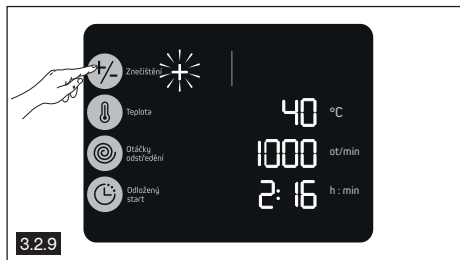 +/- Znečištění +
Teplota 40 °C
Otáčky
odstředění 1000 ot/min
Odložený
start 2:16 h : min
3.2.9